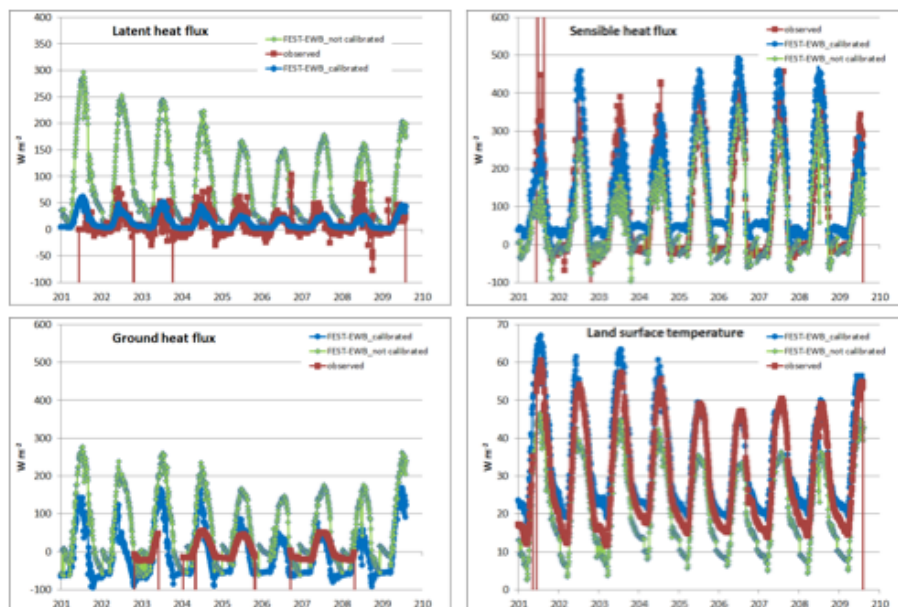 Latent heat flux
FEST-EWB_not calibrated
observed
FEST-EWB_calibrated
W m-2
400
350
300
250
200
150
100
50
0
-50
-100
201 202 203 204 205 206 207 208 209 210
Sensible heat flux
observed
FEST-EWB_calibrated
FEST-EWB_not calibrated
W m-2
600
500
400
300
200
100
0
-100
201 202 203 204 205 206 207 208 209 210
Ground heat flux
FEST-EWB_calibrated
FEST-EWB_not calibrated
observed
W m-2
600
500
400
300
200
100
0
-100
201 202 203 204 205 206 207 208 209 210
Land surface temperature
FEST-EWB_calibrated
FEST-EWB_not calibrated
observed
W m-2
70
60
50
40
30
20
10
0
201 202 203 204 205 206 207 208 209 210